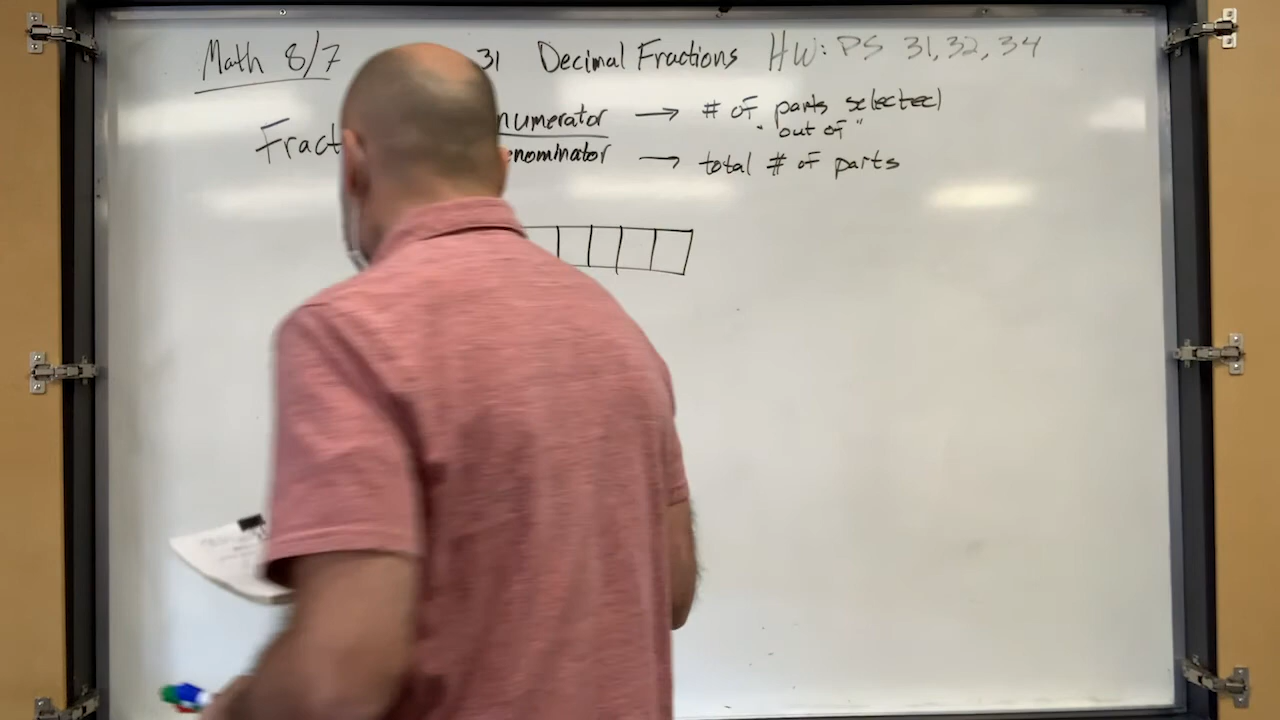 Math 8/7 31 Decimal Fractions HW: PS 31, 32, 34
Fract numerator → # of parts selected
"out of"
enominator → total # of parts